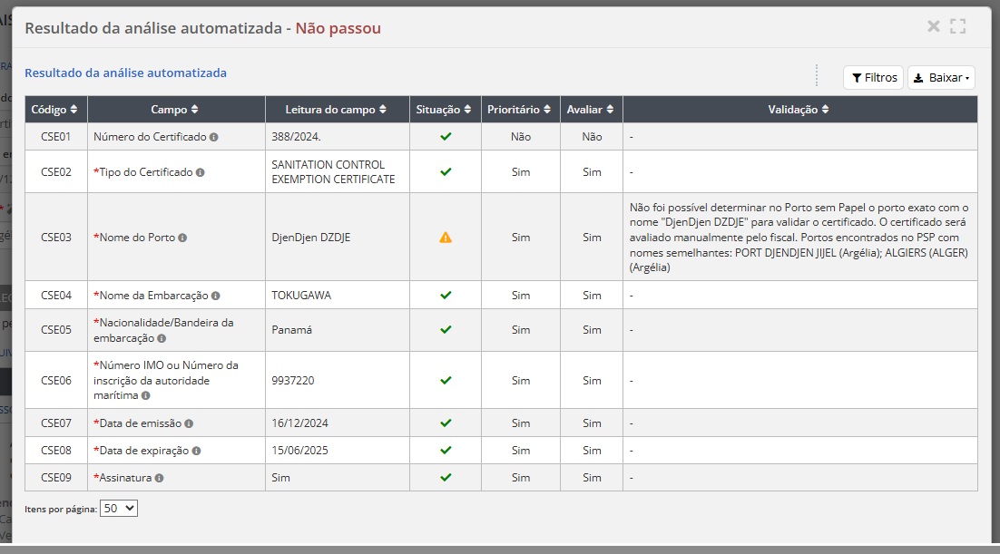 Resultado da análise automatizada - Não passou
Resultado da análise automatizada
Filtros
Baixar
Código Campo Leitura do campo Situação Prioritário Avaliar Validação
CSE01 Número do Certificado 388/2024. Não Não -
CSE02 *Tipo do Certificado SANITATION CONTROL
EXEMPTION CERTIFICATE Sim Sim -
CSE03 *Nome do Porto DjenDjen DZDJE Sim Sim
Não foi possível determinar no Porto sem Papel o porto exato com o
nome "DjenDjen DZDJE" para validar o certificado. O certificado será
avaliado manualmente pelo fiscal. Portos encontrados no PSP com
nomes semelhantes: PORT DJENDJEN JIJEL (Argélia); ALGIERS (ALGER)
(Argélia)
CSE04 *Nome da Embarcação TOKUGAWA Sim Sim -
CSE05 *Nacionalidade/Bandeira da
embarcação Panamá Sim Sim -
CSE06 *Número IMO ou Número da
inscrição da autoridade
marítima 9937220 Sim Sim -
CSE07 *Data de emissão 16/12/2024 Sim Sim -
CSE08 *Data de expiração 15/06/2025 Sim Sim -
CSE09 *Assinatura Sim Sim Sim -
Itens por página: 50